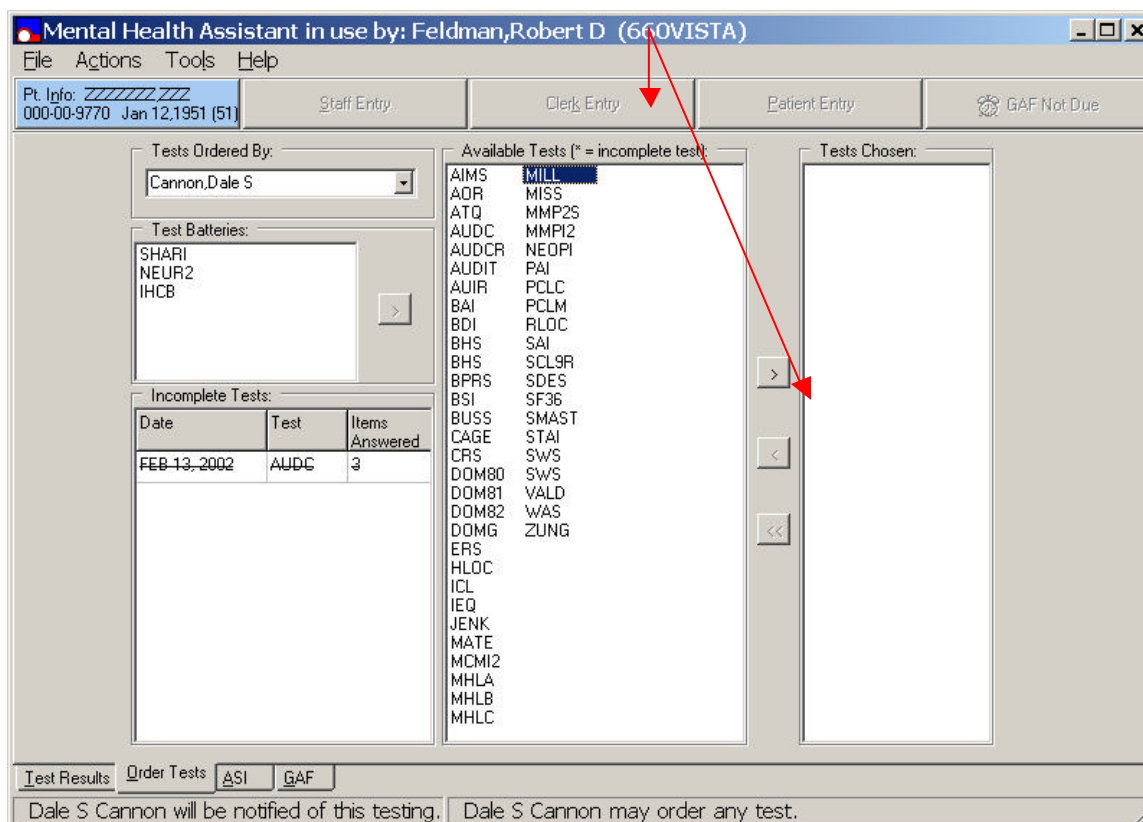 Mental Health Assistant in use by: Feldman,Robert D (660VISTA)
File Actions Tools Help
Pt. Info: ZZZZZZZ,ZZZ
000-00-9770 Jan 12,1951 (51)
Staff Entry
Clerk Entry
Patient Entry
GAF Not Due
Tests Ordered By:
Cannon,Dale S
Test Batteries:
SHARI
NEUR2
IHCB
>
Incomplete Tests:
Date Test Items Answered
FEB 13, 2002 AUDC 3
Available Tests (* = incomplete test):
AIMS MILL
AOR MISS
ATQ MMP2S
AUDC MMPI2
AUDCR NEOPI
AUDIT PAI
AUIR PCLC
BAI PCLM
BDI RLOC
BHS SAI
BHS SCL9R
BPRS SDES
BSI SF36
BUSS SMAST
CAGE STAI
CRS SWS
DOM80 SWS
DOM81 VALD
DOM82 WAS
DOMG ZUNG
ERS
HLOC
ICL
IEQ
JENK
MATE
MCMI2
MHLA
MHLB
MHLC
>
<
<<
Tests Chosen:
Test Results Order Tests ASI GAF
Dale S Cannon will be notified of this testing. Dale S Cannon may order any test.